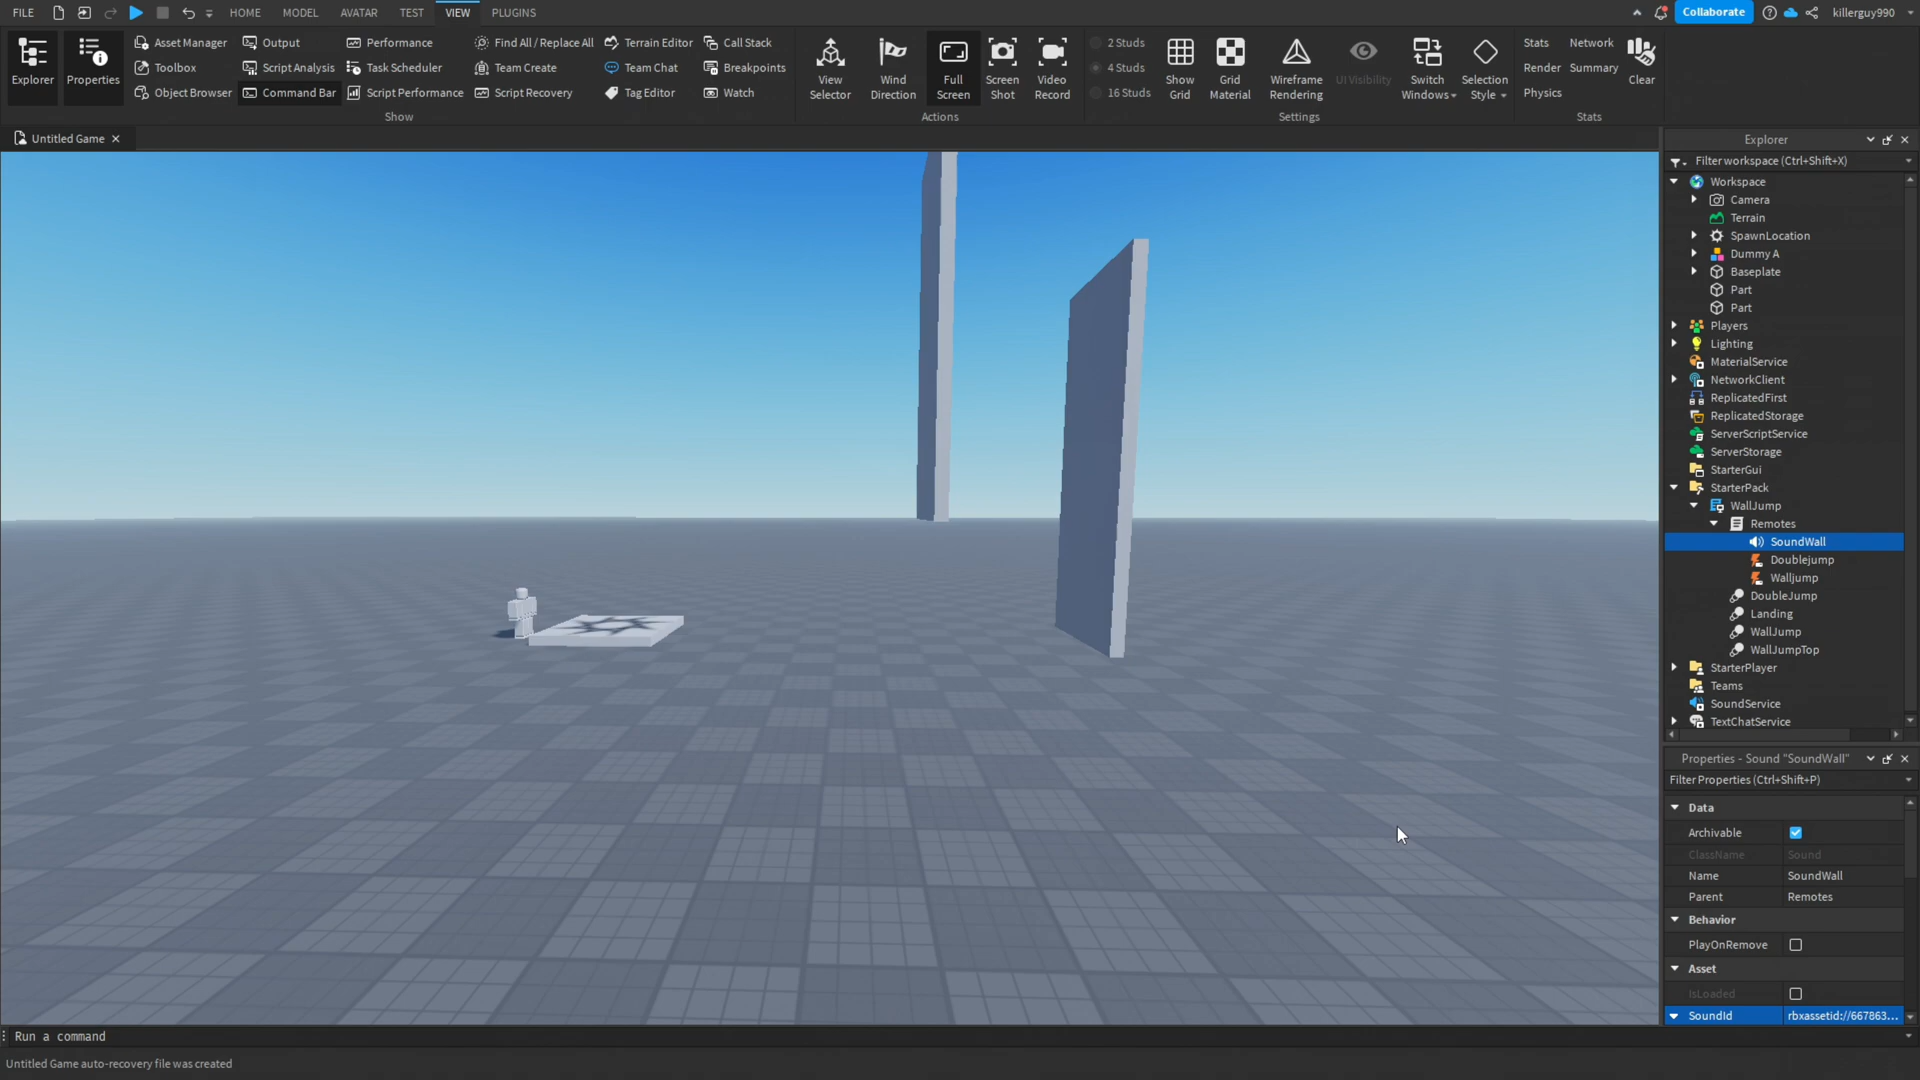 FILE HOME MODEL AVATAR TEST VIEW PLUGINS Collaborate killerguy990
Explorer
Properties
Asset Manager
Toolbox
Object Browser
Output
Script Analysis
Command Bar
Performance
Task Scheduler
Script Performance
Find All / Replace All
Team Create
Script Recovery
Terrain Editor
Team Chat
Tag Editor
Call Stack
Breakpoints
Watch
Show
View
Selector
Wind
Direction
Full
Screen
Screen
Shot
Video
Record
Actions
2 Studs
4 Studs
16 Studs
Show
Grid
Grid
Material
Wireframe
Rendering
UI Visibility
Switch
Windows
Selection
Style
Settings
Stats
Render
Physics
Network
Summary
Clear
Stats
Untitled Game
Explorer
Filter workspace (Ctrl+Shift+X)
Workspace
Camera
Terrain
SpawnLocation
Dummy A
Baseplate
Part
Part
Players
Lighting
MaterialService
NetworkClient
ReplicatedFirst
ReplicatedStorage
ServerScriptService
ServerStorage
StarterGui
StarterPack
WallJump
Remotes
SoundWall
Doublejump
Walljump
DoubleJump
Landing
WallJump
WallJumpTop
StarterPlayer
Teams
SoundService
TextChatService
Properties - Sound "SoundWall"
Filter Properties (Ctrl+Shift+P)
Data
Archivable
ClassName Sound
Name SoundWall
Parent Remotes
Behavior
PlayOnRemove
Asset
IsLoaded
SoundId rbxassetid://667863...
Run a command
Untitled Game auto-recovery file was created